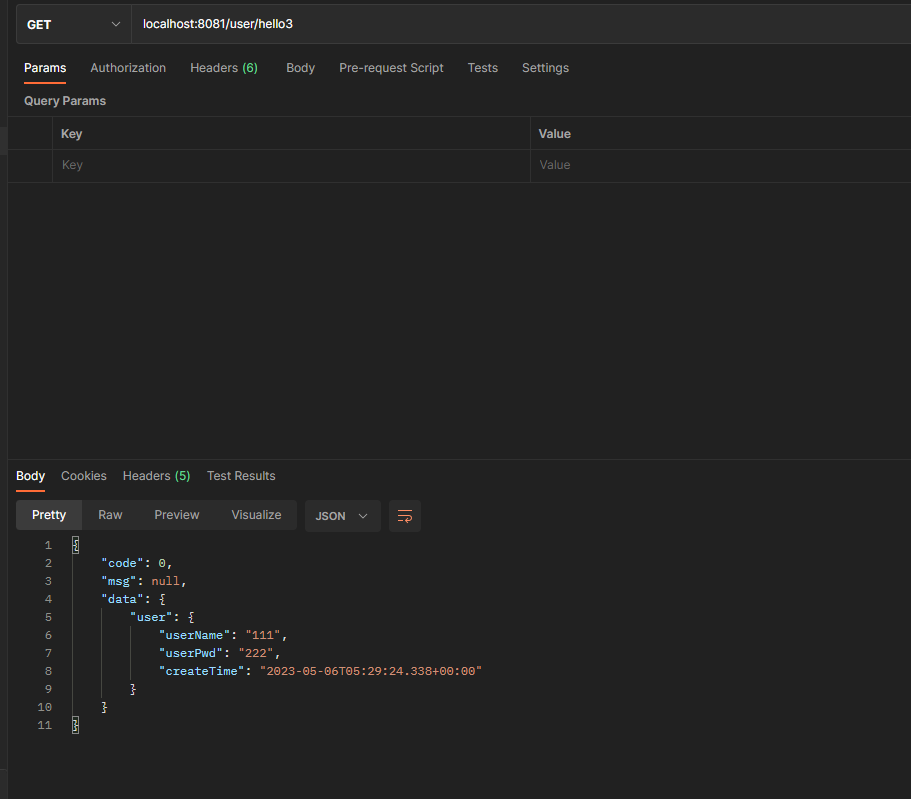 GET localhost:8081/user/hello3
Params Authorization Headers (6) Body Pre-request Script Tests Settings
Query Params
Key Value
Key Value
Body Cookies Headers (5) Test Results
Pretty Raw Preview Visualize JSON
1 {
2 "code": 0,
3 "msg": null,
4 "data": {
5 "user": {
6 "userName": "111",
7 "userPwd": "222",
8 "createTime": "2023-05-06T05:29:24.338+00:00"
9 }
10 }
11 }